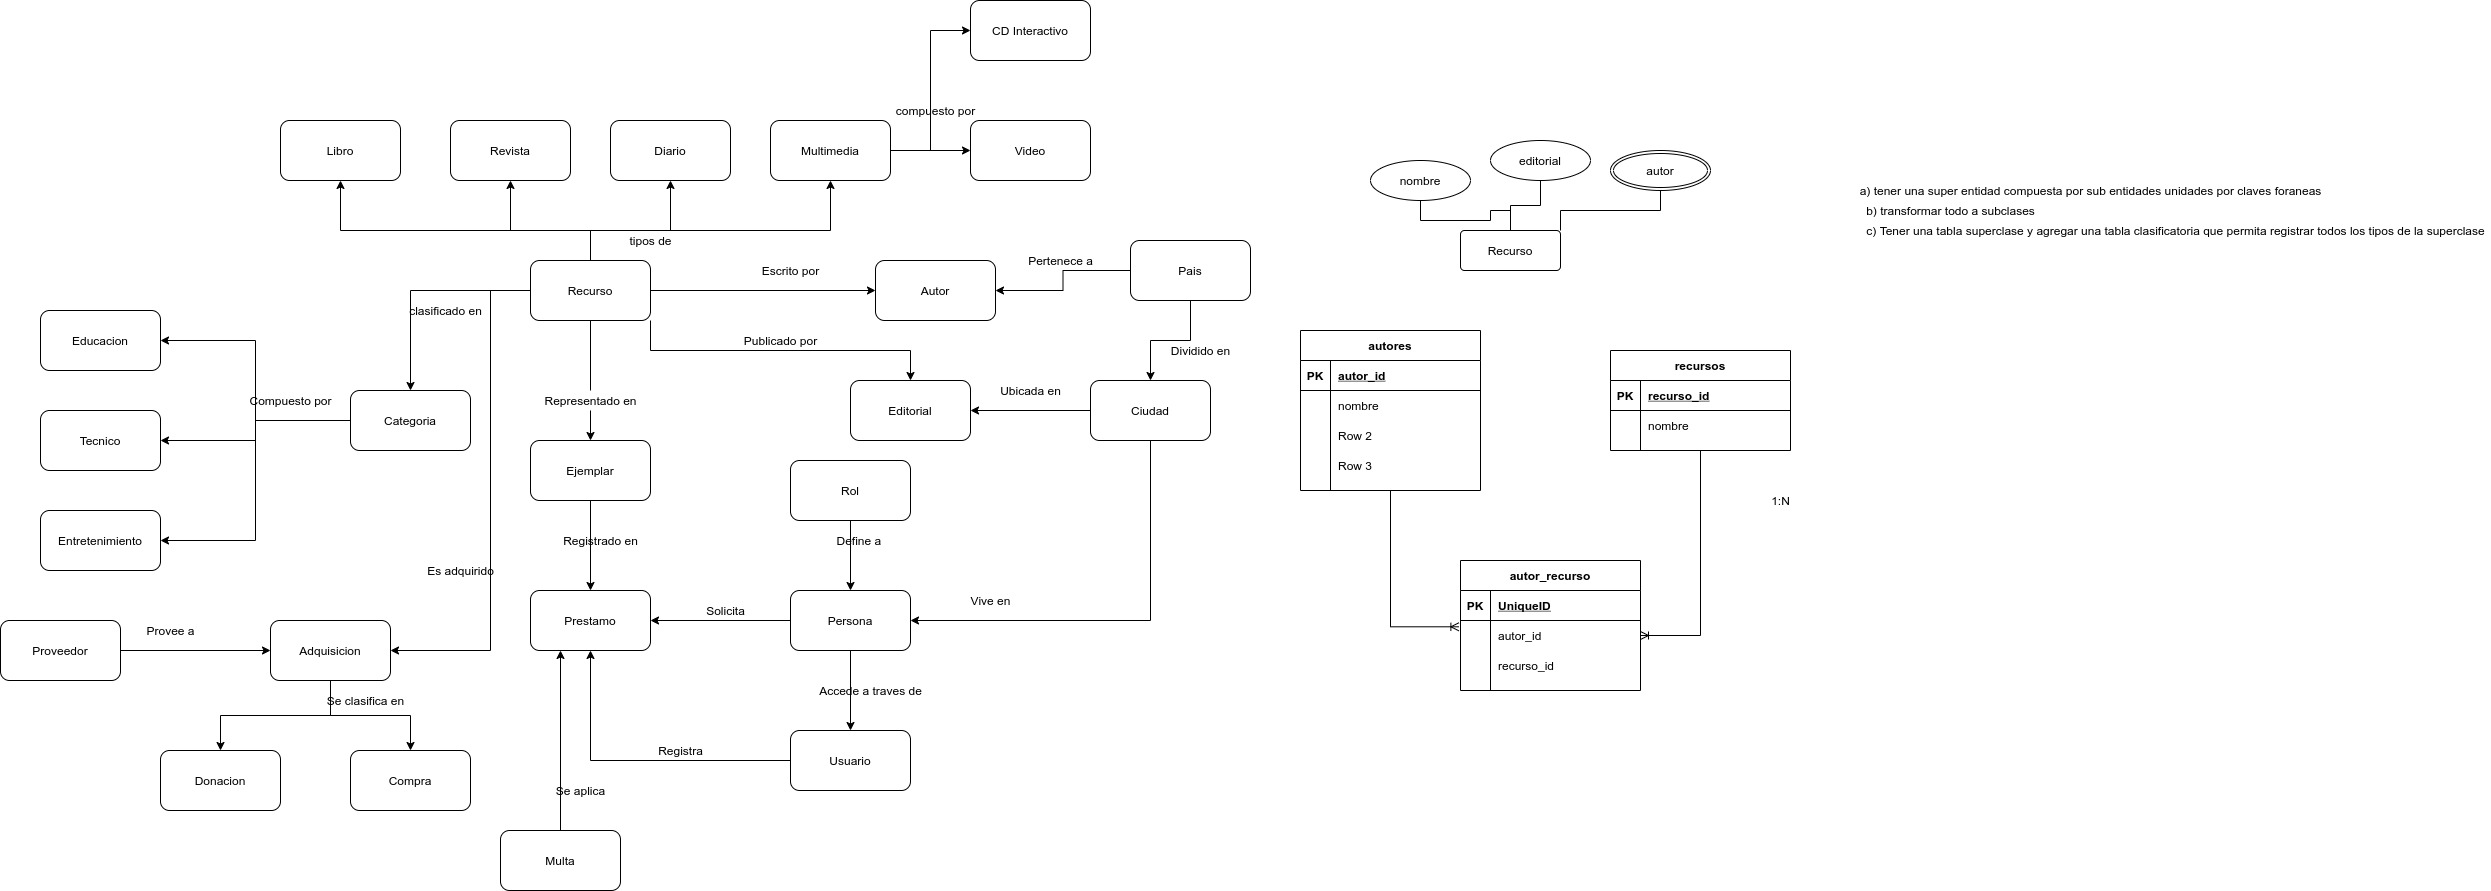 CD Interactivo
compuesto por
Libro
Revista
Diario
Multimedia
Video
tipos de
Recurso
Escrito por
Autor
Pertenece a
Pais
clasificado en
Publicado por
Dividido en
Educacion
Compuesto por
Categoria
Representado en
Editorial
Ubicada en
Ciudad
Tecnico
Ejemplar
Rol
Entretenimiento
Registrado en
Define a
Es adquirido
Proveedor
Provee a
Adquisicion
Prestamo
Solicita
Persona
Vive en
Se clasifica en
Accede a traves de
Donacion
Compra
Registra
Usuario
Se aplica
Multa
nombre
editorial
autor
Recurso
a) tener una super entidad compuesta por sub entidades unidades por claves foraneas
b) transformar todo a subclases
c) Tener una tabla superclase y agregar una tabla clasificatoria que permita registrar todos los tipos de la superclase
autores
PK autor_id
nombre
Row 2
Row 3
recursos
PK recurso_id
nombre
1:N
autor_recurso
PK UniqueID
autor_id
recurso_id